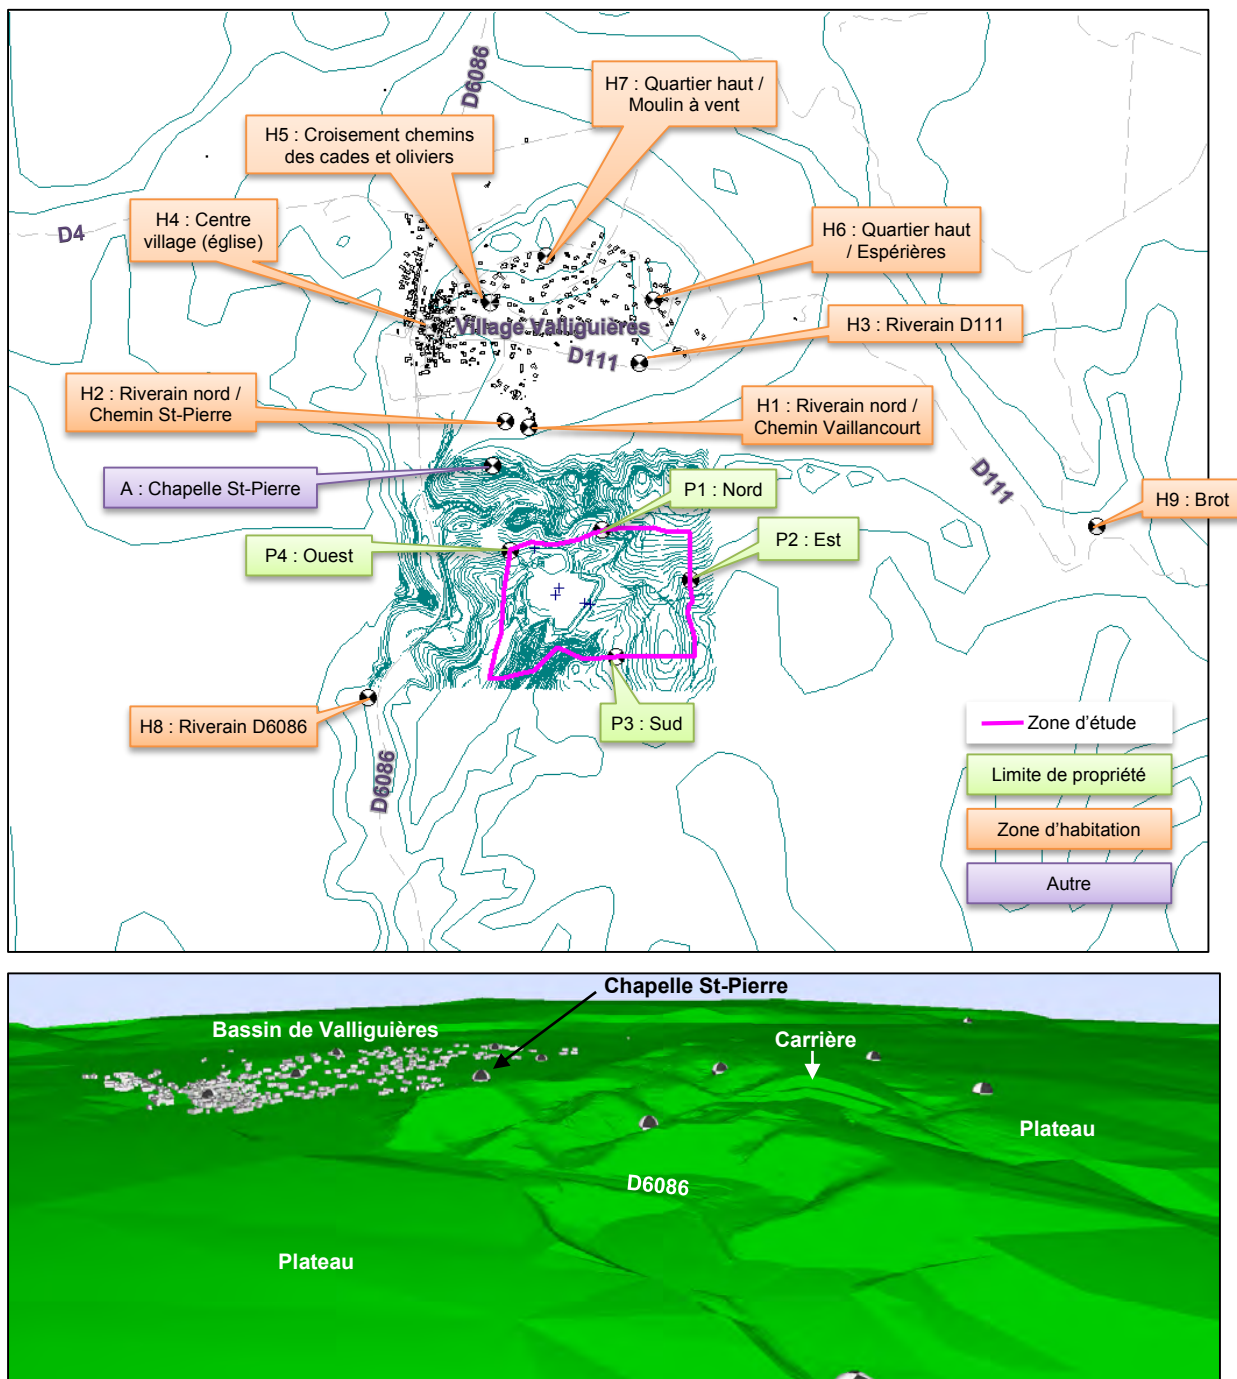 D6086
H7 : Quartier haut /
Moulin à vent
H5 : Croisement chemins
des cades et oliviers
H4 : Centre
village (église)
D4
H6 : Quartier haut
/ Espérières
Village Valliguières
H3 : Riverain D111
D111
H2 : Riverain nord /
Chemin St-Pierre
H1 : Riverain nord /
Chemin Vaillancourt
A : Chapelle St-Pierre
P1 : Nord
D111
H9 : Brot
P4 : Ouest
P2 : Est
H8 : Riverain D6086
P3 : Sud
D6086
Zone d'étude
Limite de propriété
Zone d'habitation
Autre
Chapelle St-Pierre
Bassin de Valliguières
Carrière
Plateau
D6086
Plateau